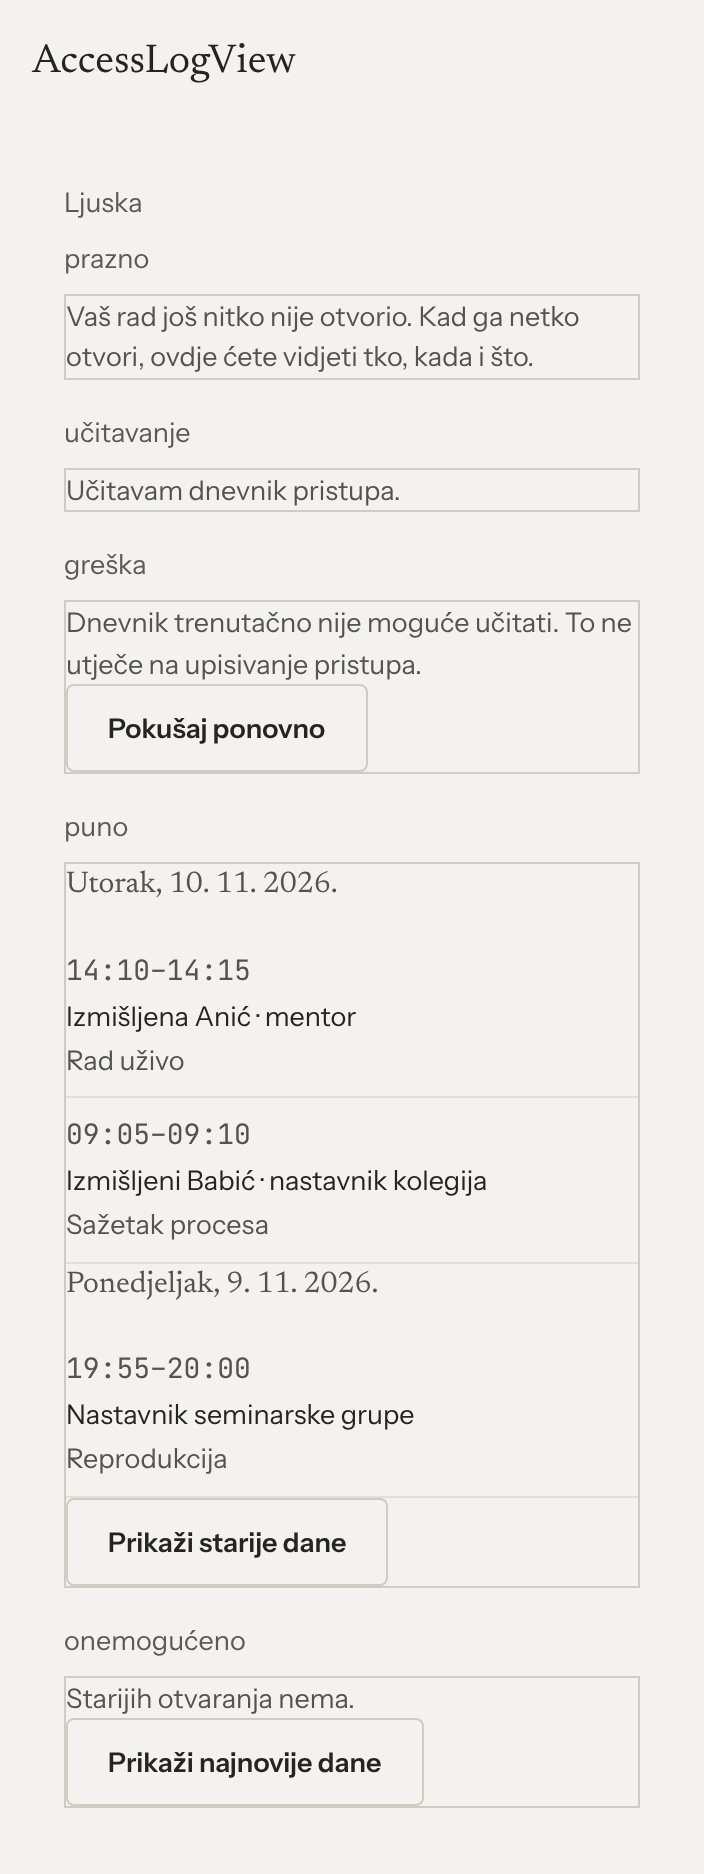 AccessLogView
Ljuska
prazno
Vaš rad još nitko nije otvorio. Kad ga netko
otvori, ovdje ćete vidjeti tko, kada i što.
učitavanje
Učitavam dnevnik pristupa.
greška
Dnevnik trenutačno nije moguće učitati. To ne
utječe na upisivanje pristupa.
Pokušaj ponovno
puno
Utorak, 10. 11. 2026.
14:10–14:15
Izmišljena Anić · mentor
Rad uživo
09:05–09:10
Izmišljeni Babić · nastavnik kolegija
Sažetak procesa
Ponedjeljak, 9. 11. 2026.
19:55–20:00
Nastavnik seminarske grupe
Reprodukcija
Prikaži starije dane
onemogućeno
Starijih otvaranja nema.
Prikaži najnovije dane